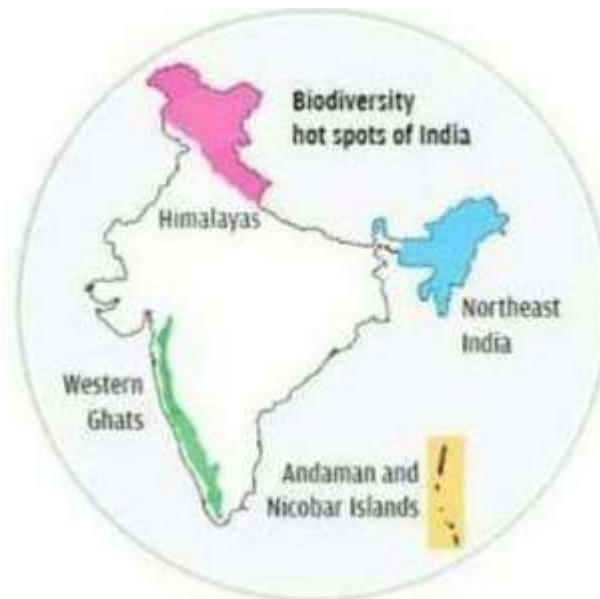 Biodiversity
hot spots of India
Himalayas
Northeast
India
Western
Ghats
Andaman and
Nicobar Islands